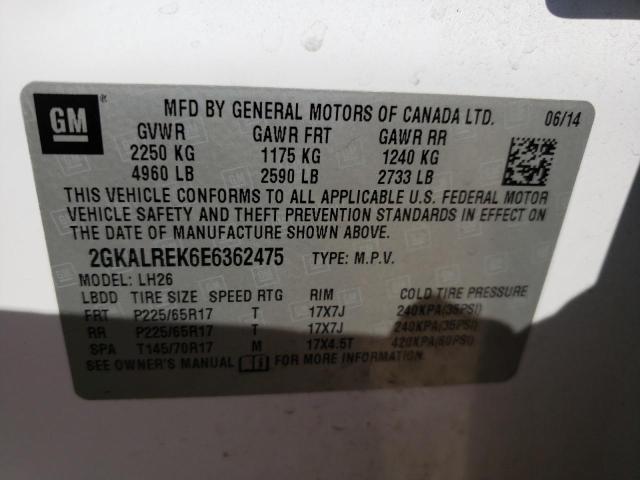 GM ®
MFD BY GENERAL MOTORS OF CANADA LTD. 06/14
GVWR GAWR FRT GAWR RR
2250 KG 1175 KG 1240 KG
4960 LB 2590 LB 2733 LB
THIS VEHICLE CONFORMS TO ALL APPLICABLE U.S. FEDERAL MOTOR
VEHICLE SAFETY AND THEFT PREVENTION STANDARDS IN EFFECT ON
THE DATE OF MANUFACTURE SHOWN ABOVE.
2GKALREK6E6362475 TYPE: M.P.V.
MODEL: LH26
LBDD TIRE SIZE SPEED RTG RIM COLD TIRE PRESSURE
FRT P225/65R17 T 17X7J 240KPA(35PSI)
RR P225/65R17 T 17X7J 240KPA(35PSI)
SPA T145/70R17 M 17X4.5T 420KPA(60PSI)
SEE OWNER'S MANUAL FOR MORE INFORMATION.